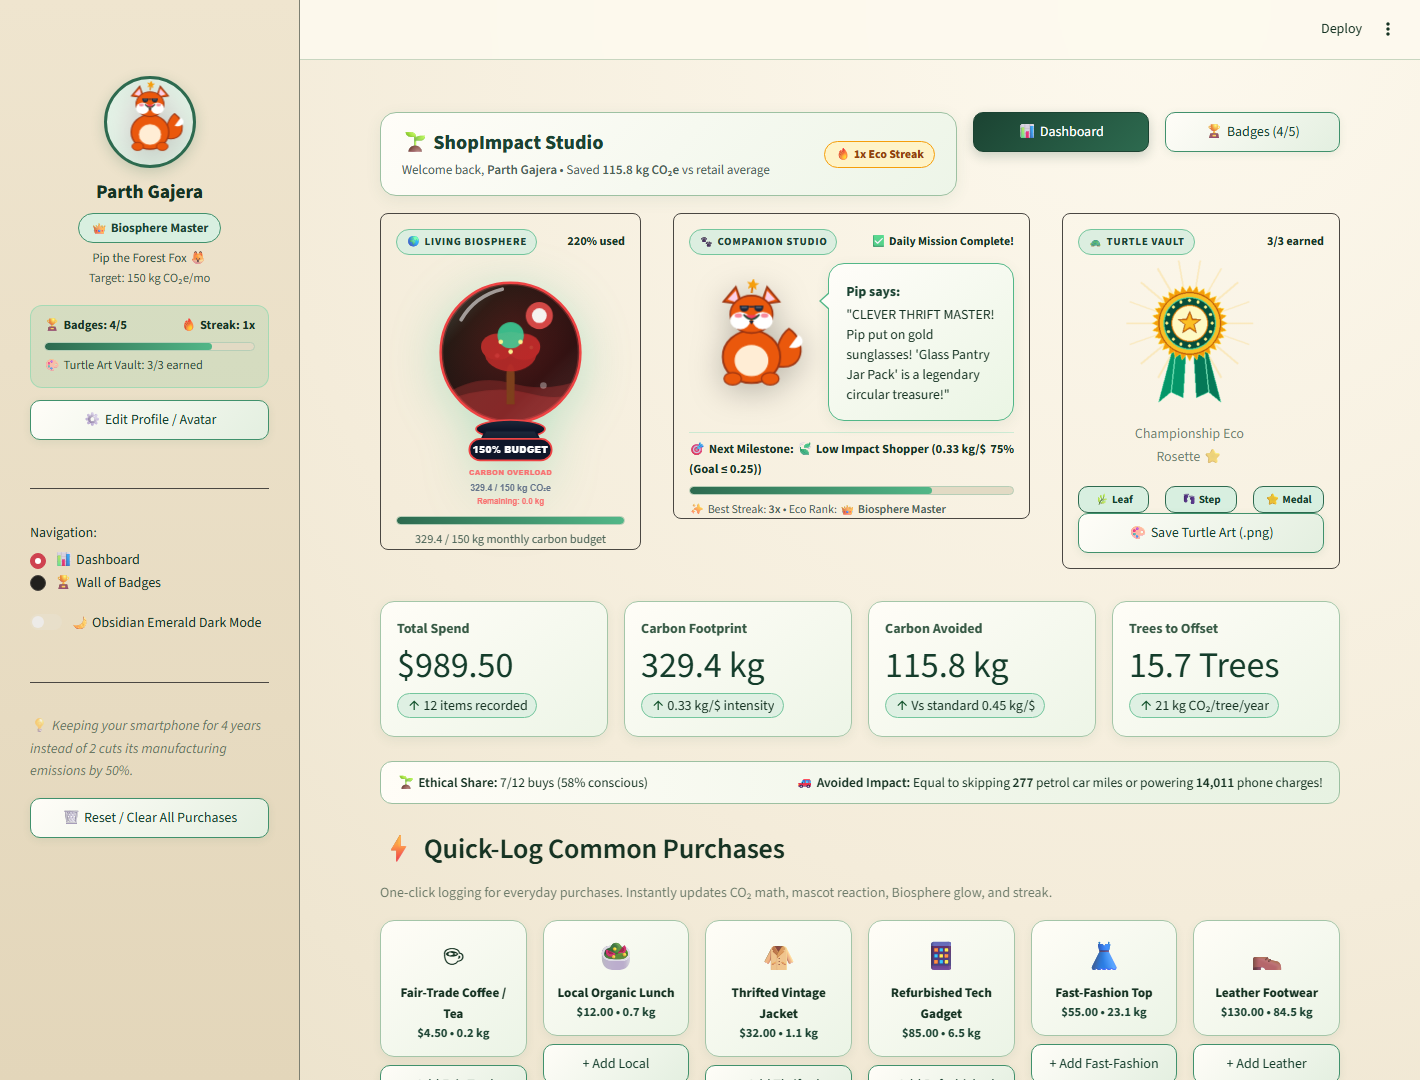 Deploy
Parth Gajera
Biosphere Master
Pip the Forest Fox
Target: 150 kg CO₂e/mo
Badges: 4/5
Streak: 1x
Turtle Art Vault: 3/3 earned
Edit Profile / Avatar
Navigation:
Dashboard
Wall of Badges
Obsidian Emerald Dark Mode
Keeping your smartphone for 4 years
instead of 2 cuts its manufacturing
emissions by 50%.
Reset / Clear All Purchases
ShopImpact Studio
Welcome back, Parth Gajera • Saved 115.8 kg CO₂e vs retail average
1x Eco Streak
Dashboard
Badges (4/5)
LIVING BIOSPHERE
220% used
150% BUDGET
CARBON OVERLOAD
329.4 / 150 kg CO₂e
Remaining: 0.0 kg
329.4 / 150 kg monthly carbon budget
COMPANION STUDIO
Daily Mission Complete!
Pip says:
"CLEVER THRIFT MASTER!
Pip put on gold
sunglasses! 'Glass Pantry
Jar Pack' is a legendary
circular treasure!"
Next Milestone: Low Impact Shopper (0.33 kg/$ 75%
(Goal ≤ 0.25))
Best Streak: 3x • Eco Rank: Biosphere Master
TURTLE VAULT
3/3 earned
Championship Eco
Rosette
Leaf
Step
Medal
Save Turtle Art (.png)
Total Spend
$989.50
↑ 12 items recorded
Carbon Footprint
329.4 kg
↑ 0.33 kg/$ intensity
Carbon Avoided
115.8 kg
↑ Vs standard 0.45 kg/$
Trees to Offset
15.7 Trees
↑ 21 kg CO₂/tree/year
Ethical Share: 7/12 buys (58% conscious)
Avoided Impact: Equal to skipping 277 petrol car miles or powering 14,011 phone charges!
Quick-Log Common Purchases
One-click logging for everyday purchases. Instantly updates CO₂ math, mascot reaction, Biosphere glow, and streak.
Fair-Trade Coffee /
Tea
$4.50 • 0.2 kg
Local Organic Lunch
$12.00 • 0.7 kg
+ Add Local
Thrifted Vintage
Jacket
$32.00 • 1.1 kg
Refurbished Tech
Gadget
$85.00 • 6.5 kg
Fast-Fashion Top
$55.00 • 23.1 kg
+ Add Fast-Fashion
Leather Footwear
$130.00 • 84.5 kg
+ Add Leather